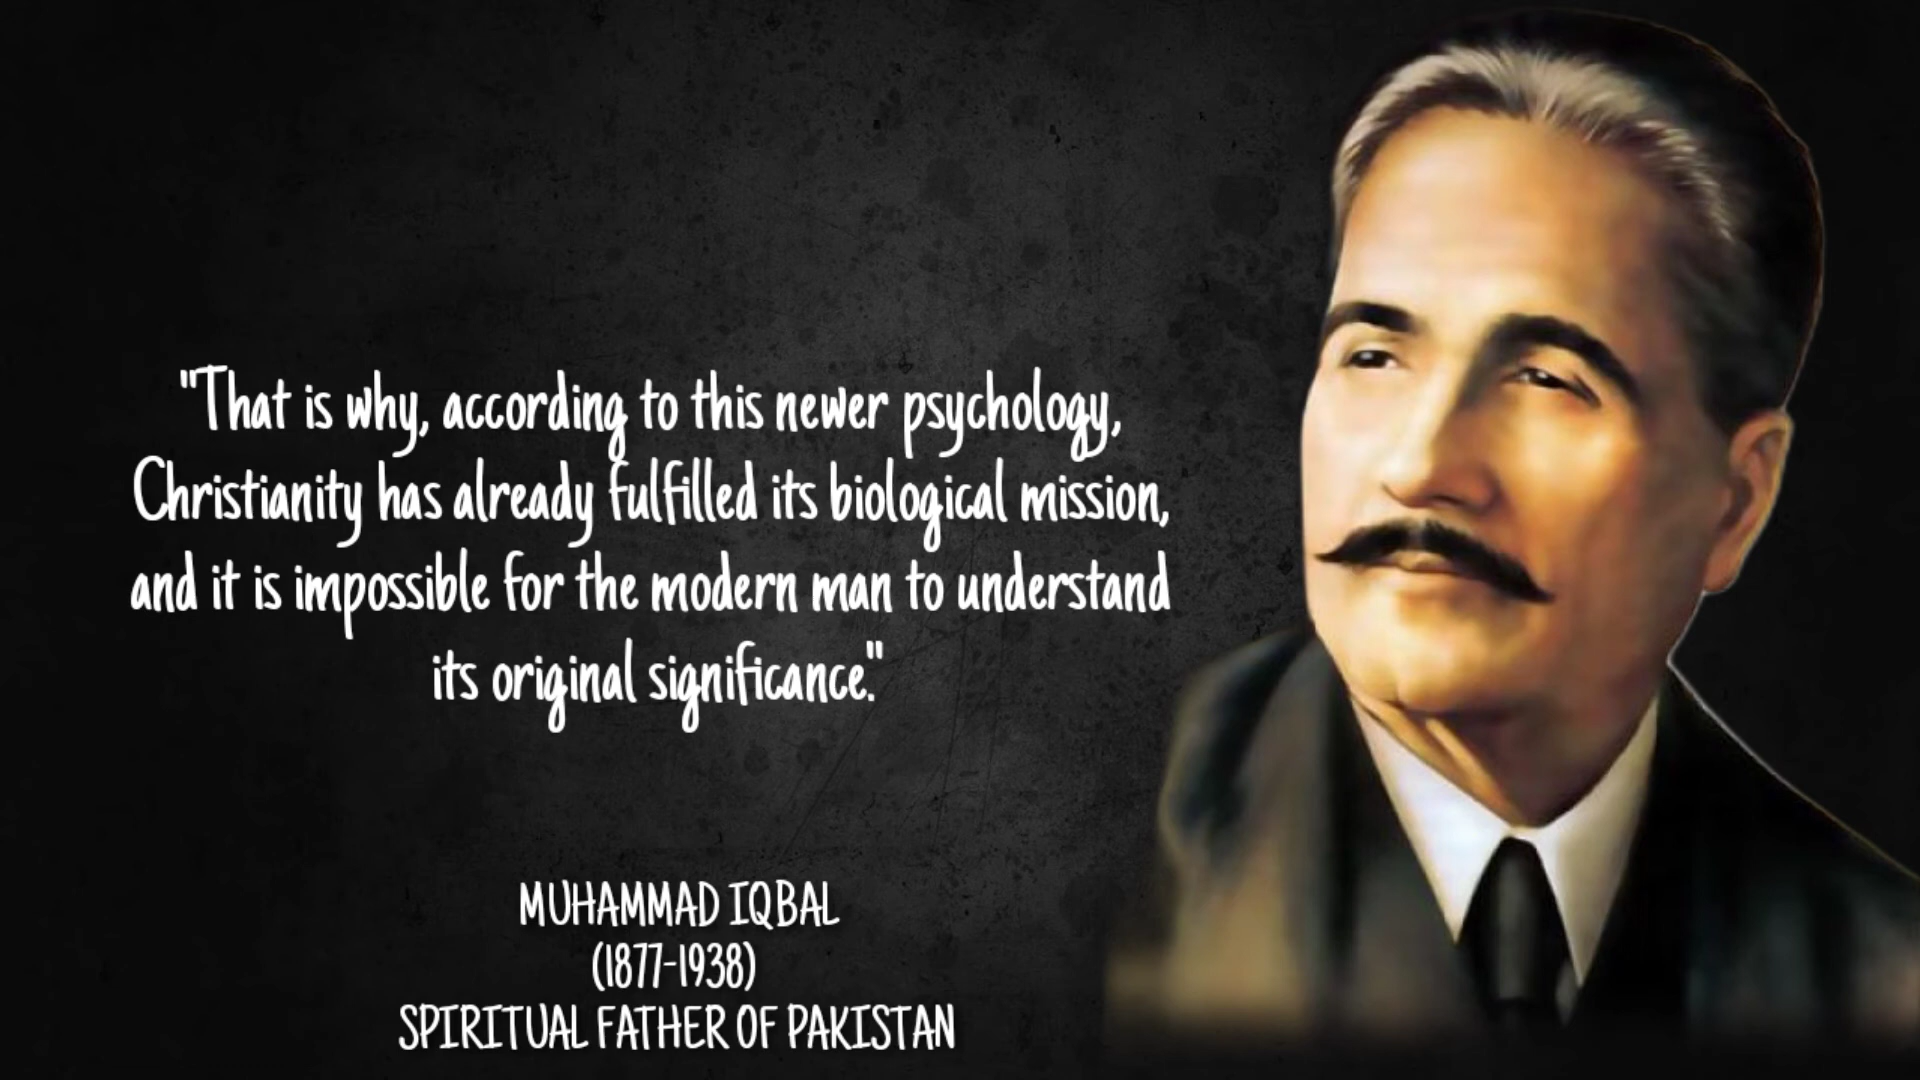 "That is why, according to this newer psychology,
Christianity has already fulfilled its biological mission,
and it is impossible for the modern man to understand
its original significance."
MUHAMMAD IQBAL
(1877-1938)
SPIRITUAL FATHER OF PAKISTAN